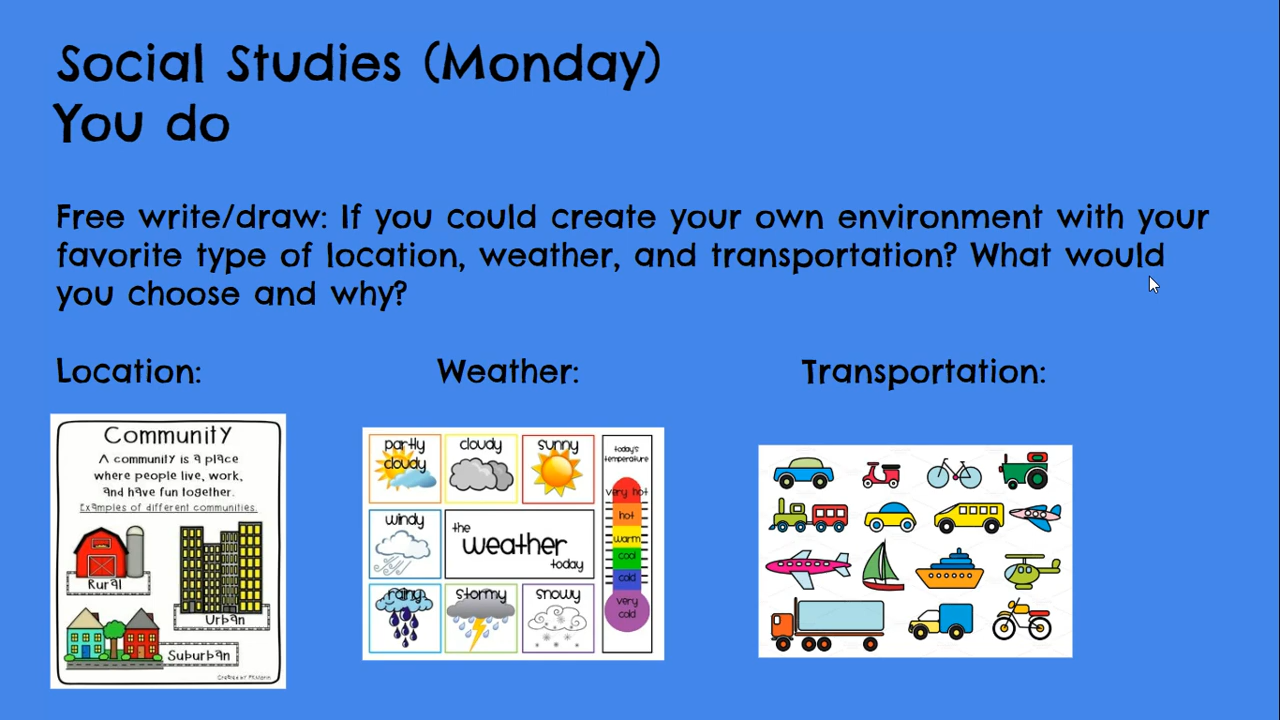 Social Studies (Monday)
You do
Free write/draw: If you could create your own environment with your
favorite type of location, weather, and transportation? What would
you choose and why?
Location:
Weather:
Transportation:
Community
A community is a place
where people live, work,
and have fun together.
Examples of different communities.
Rural
Urban
Suburban
partly
cloudy
cloudy
sunny
windy
the
weather
today
rainy
stormy
snowy
today's
temperature
very hot
hot
warm
cool
cold
very
cold